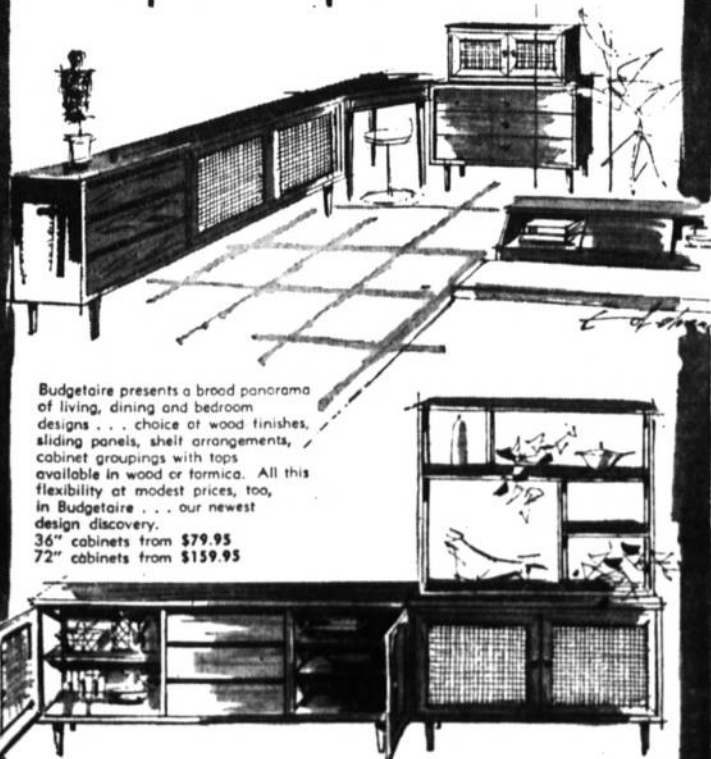 Budgetaire presents a broad panorama
of living, dining and bedroom
designs . . . choice of wood finishes,
sliding panels, shelf arrangements,
cabinet groupings with tops
available in wood or formica. All this
flexibility at modest prices, too,
in Budgetaire . . . our newest
design discovery.
36" cabinets from $79.95
72" cabinets from $159.95